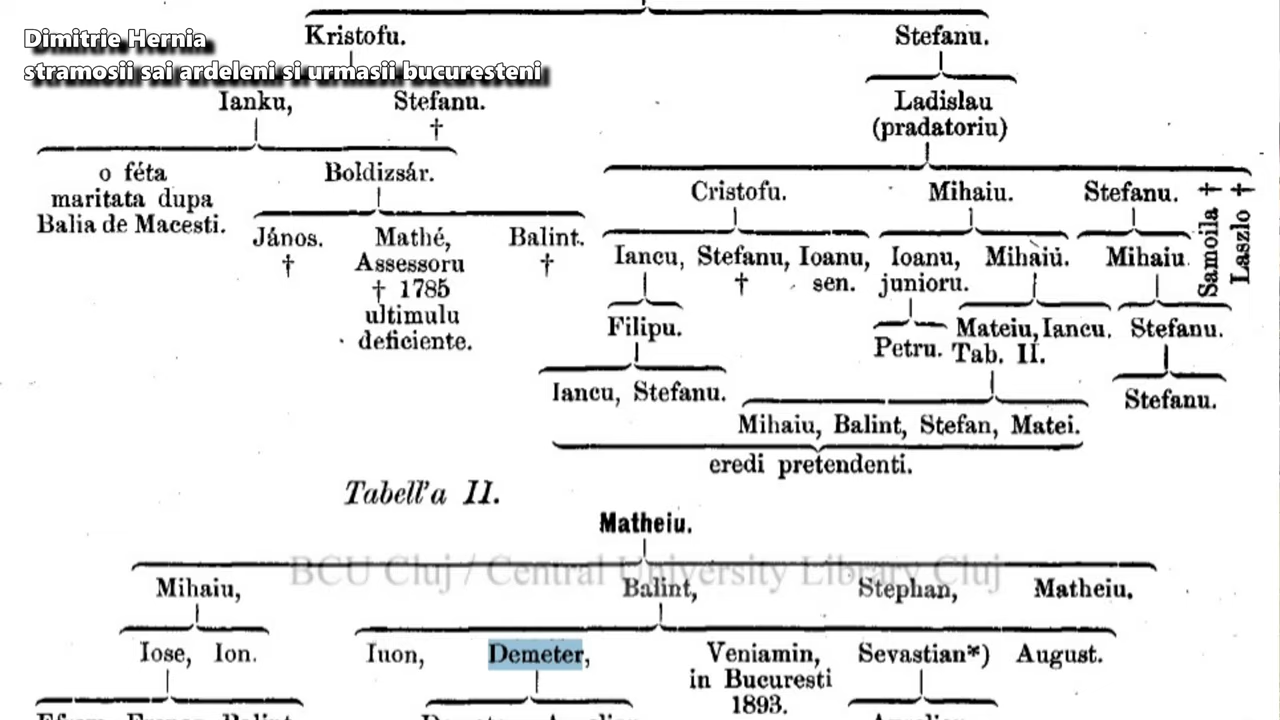 Dimitrie Hernia
stramosii sai ardeleni si urmasii bucuresteni
Kristofu. Stefanu.
Ianku, Stefanu. Ladislau
† (pradatoriu)
o féta Boldizsár. Cristofu. Mihaiu. Stefanu. Samoila † Laszlo †
maritata dupa
Balia de Macesti.
János. Mathé, Balint. Iancu, Stefanu, Ioanu, Ioanu, Mihaiu. Mihaiu
† Assessoru † † sen. junioru.
† 1785
ultimulu Filipu. Mateiu, Iancu. Stefanu.
deficiente. Petru. Tab. II.
Iancu, Stefanu. Stefanu.
Mihaiu, Balint, Stefan, Matei.
eredi pretendenti.
Tabell'a II.
Matheiu.
BCU Cluj / Central University Library Cluj
Mihaiu, Balint, Stephan, Matheiu.
Iose, Ion. Iuon, Demeter, Veniamin, Sevastian*) August.
in Bucuresti
1893.